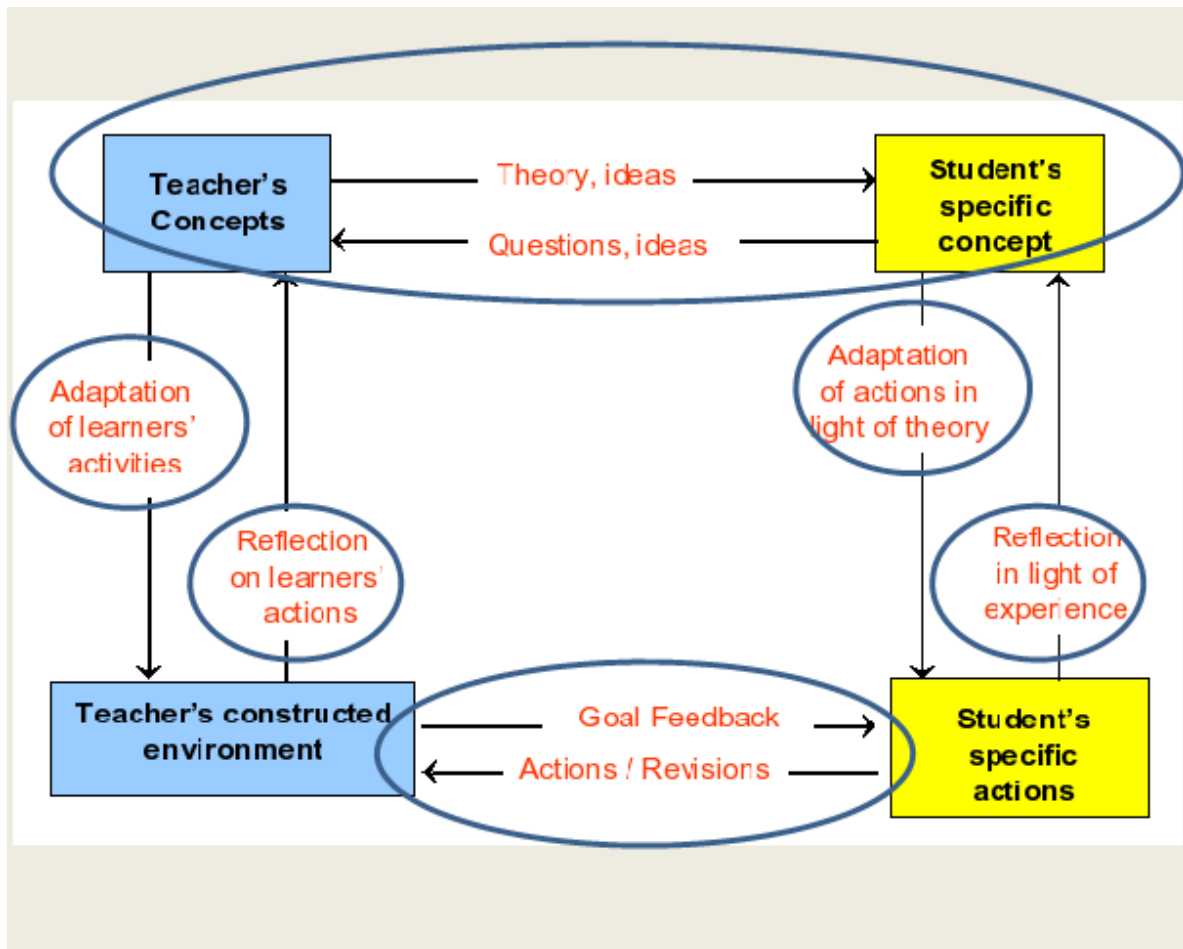 Teacher's
Concepts
Theory, ideas
Questions, ideas
Student's
specific
concept
Adaptation
of learners'
activities
Reflection
on learners'
actions
Adaptation
of actions in
light of theory
Reflection
in light of
experience
Teacher's constructed
environment
Goal Feedback
Actions / Revisions
Student's
specific
actions